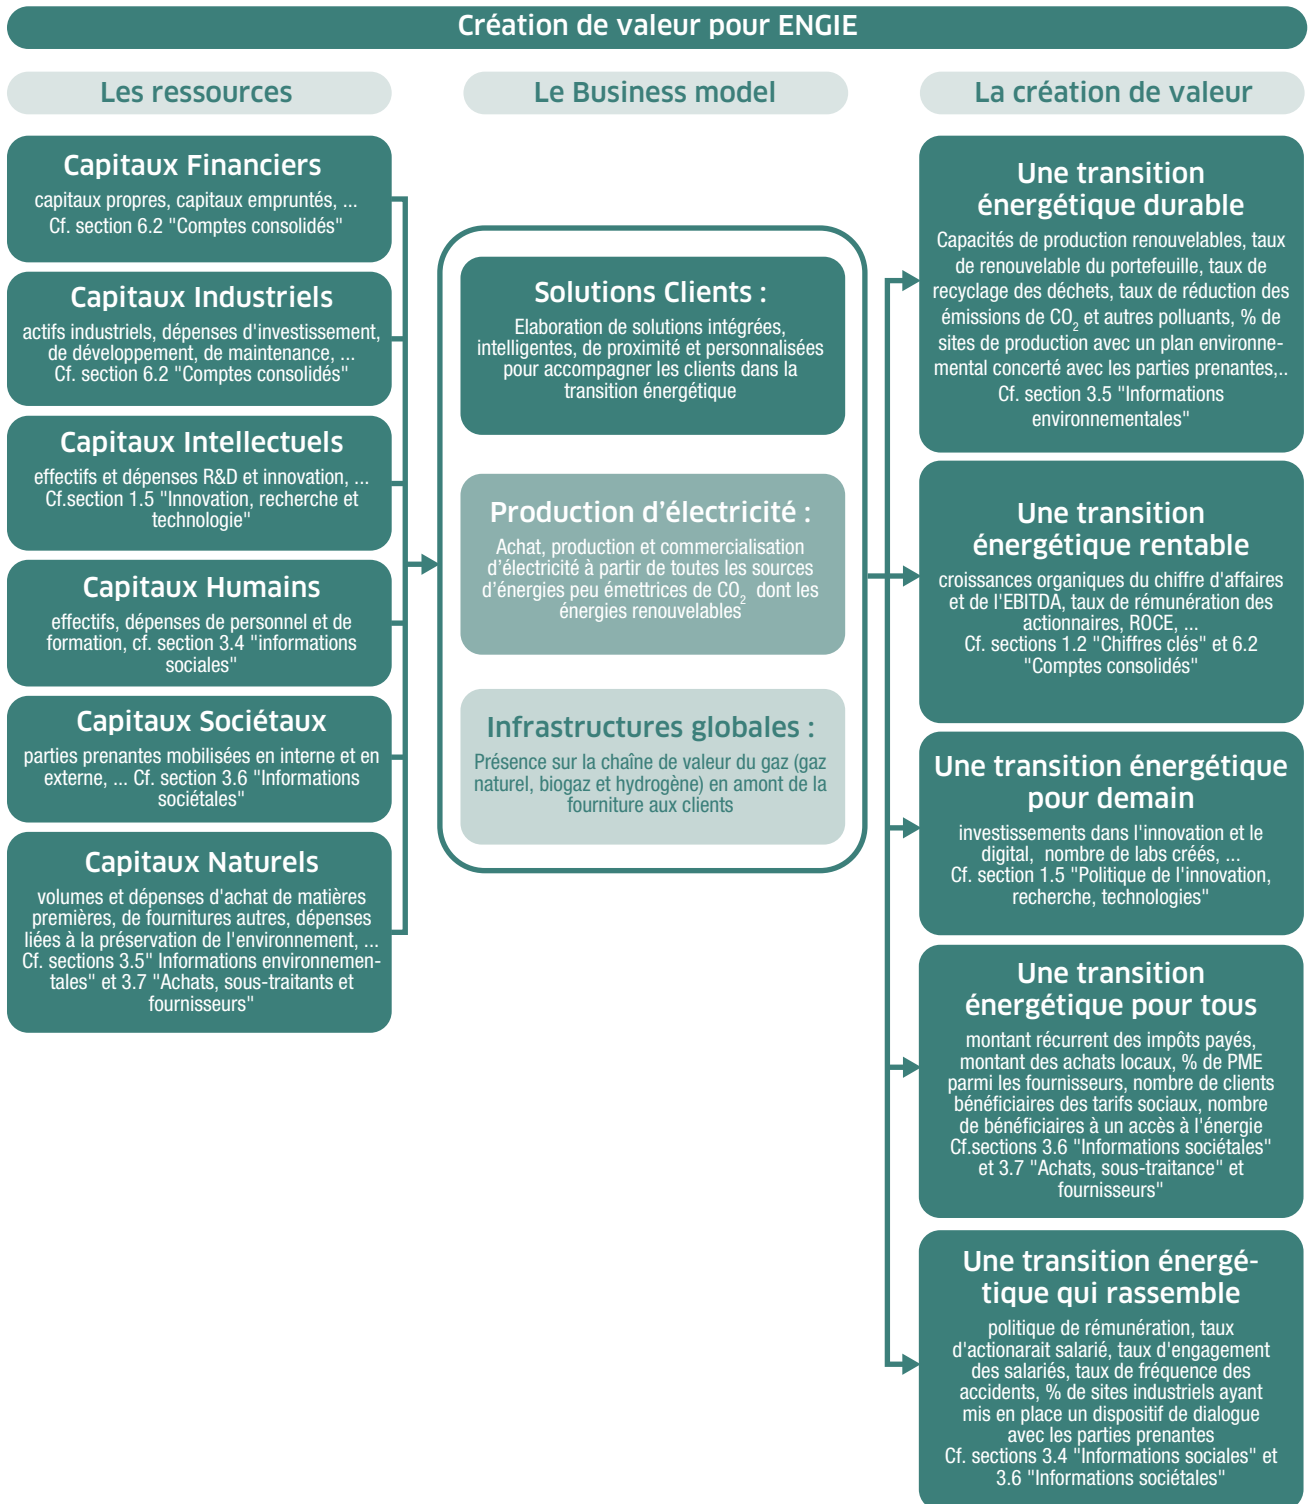 Création de valeur pour ENGIE
Les ressources
Capitaux Financiers
capitaux propres, capitaux empruntés, ...
Cf. section 6.2 "Comptes consolidés"
Capitaux Industriels
actifs industriels, dépenses d'investissement,
de développement, de maintenance, ...
Cf. section 6.2 "Comptes consolidés"
Capitaux Intellectuels
effectifs et dépenses R&D et innovation, ...
Cf.section 1.5 "Innovation, recherche et
technologie"
Capitaux Humains
effectifs, dépenses de personnel et de
formation, cf. section 3.4 "informations
sociales"
Capitaux Sociétaux
parties prenantes mobilisées en interne et en
externe, ... Cf. section 3.6 "Informations
sociétales"
Capitaux Naturels
volumes et dépenses d'achat de matières
premières, de fournitures autres, dépenses
liées à la préservation de l'environnement, ...
Cf. sections 3.5" Informations environnemen-
tales" et 3.7 "Achats, sous-traitants et
fournisseurs"
Le Business model
Solutions Clients :
Elaboration de solutions intégrées,
intelligentes, de proximité et personnalisées
pour accompagner les clients dans la
transition énergétique
Production d’électricité :
Achat, production et commercialisation
d’électricité à partir de toutes les sources
d’énergies peu émettrices de CO₂ dont les
énergies renouvelables
Infrastructures globales :
Présence sur la chaîne de valeur du gaz (gaz
naturel, biogaz et hydrogène) en amont de la
fourniture aux clients
La création de valeur
Une transition
énergétique durable
Capacités de production renouvelables, taux
de renouvelable du portefeuille, taux de
recyclage des déchets, taux de réduction des
émissions de CO₂ et autres polluants, % de
sites de production avec un plan environne-
mental concerté avec les parties prenantes,..
Cf. section 3.5 "Informations
environnementales"
Une transition
énergétique rentable
croissances organiques du chiffre d'affaires
et de l'EBITDA, taux de rémunération des
actionnaires, ROCE, ...
Cf. sections 1.2 "Chiffres clés" et 6.2
"Comptes consolidés"
Une transition énergétique
pour demain
investissements dans l'innovation et le
digital, nombre de labs créés, ...
Cf. section 1.5 "Politique de l'innovation,
recherche, technologies"
Une transition
énergétique pour tous
montant récurrent des impôts payés,
montant des achats locaux, % de PME
parmi les fournisseurs, nombre de clients
bénéficiaires des tarifs sociaux, nombre
de bénéficiaires à un accès à l'énergie
Cf.sections 3.6 "Informations sociétales"
et 3.7 "Achats, sous-traitance" et
fournisseurs"
Une transition énergé-
tique qui rassemble
politique de rémunération, taux
d'actionarait salarié, taux d'engagement
des salariés, taux de fréquence des
accidents, % de sites industriels ayant
mis en place un dispositif de dialogue
avec les parties prenantes
Cf. sections 3.4 "Informations sociales" et
3.6 "Informations sociétales"